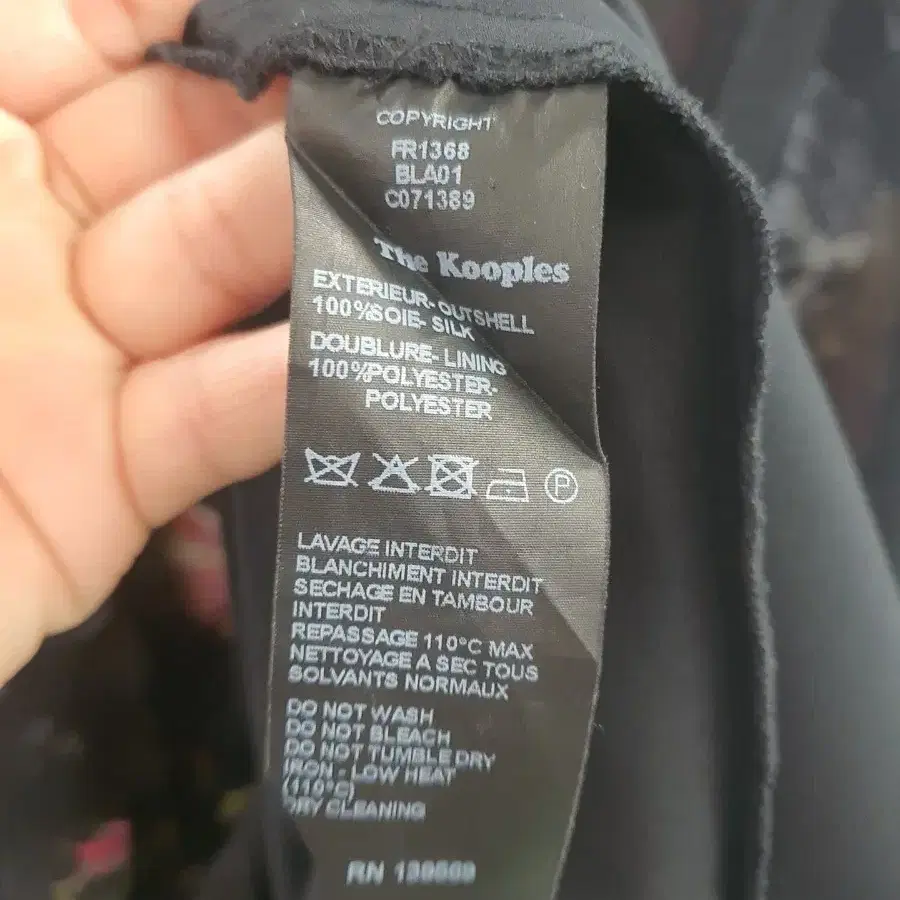 COPYRIGHT
FR1368
BLA01
C071389
The Kooples
EXTERIEUR-OUTSHELL
100%SOIE- SILK
DOUBLURE- LINING
100%POLYESTER-
POLYESTER
P
LAVAGE INTERDIT
BLANCHIMENT INTERDIT
SECHAGE EN TAMBOUR
INTERDIT
REPASSAGE 110°C MAX
NETTOYAGE A SEC TOUS
SOLVANTS NORMAUX
DO NOT WASH
DO NOT BLEACH
DO NOT TUMBLE DRY
IRON - LOW HEAT
(110°C)
DRY CLEANING
RN